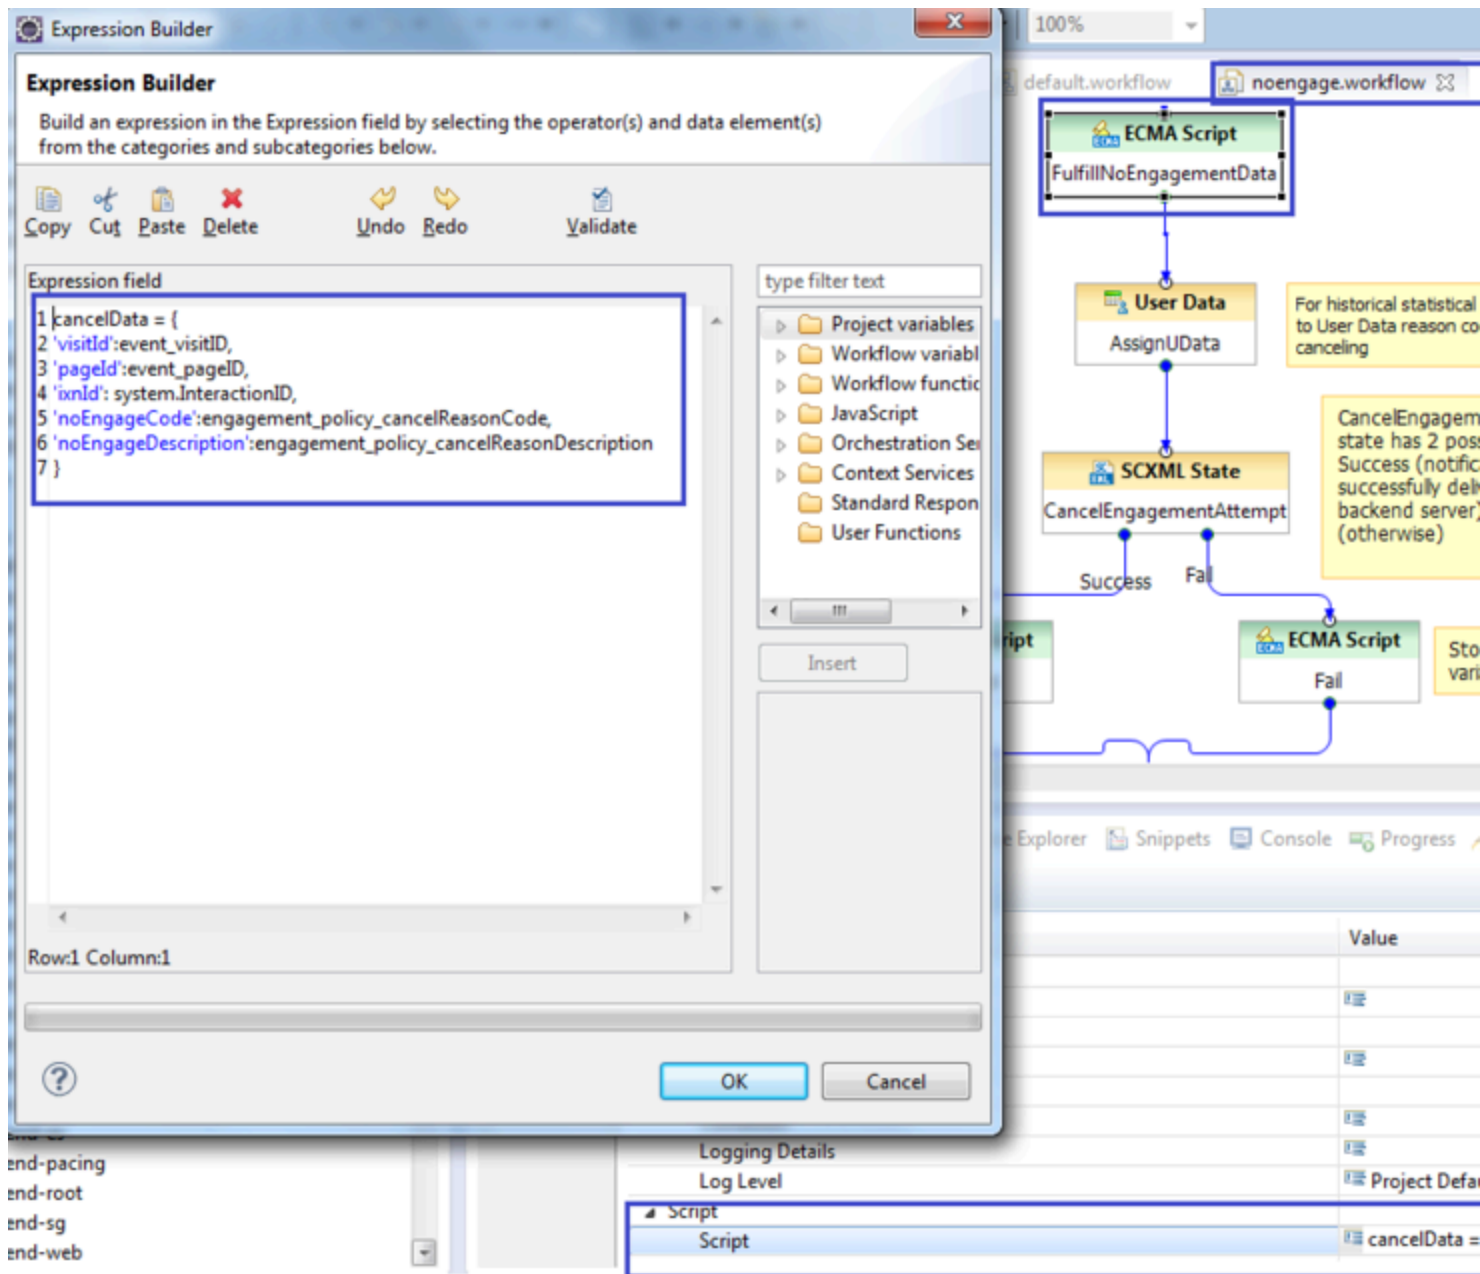 Expression Builder
Expression Builder
Build an expression in the Expression field by selecting the operator(s) and data element(s)
from the categories and subcategories below.
Copy Cut Paste Delete Undo Redo Validate
Expression field
1 cancelData = {
2 'visitId':event_visitID,
3 'pageId':event_pageID,
4 'ixnId': system.InteractionID,
5 'noEngageCode':engagement_policy_cancelReasonCode,
6 'noEngageDescription':engagement_policy_cancelReasonDescription
7 }
Row:1 Column:1
type filter text
Project variables
Workflow variabl
Workflow functic
JavaScript
Orchestration Se
Context Services
Standard Respon
User Functions
Insert
OK Cancel
100%
default.workflow noengage.workflow
ECMA Script
FulfillNoEngagementData
User Data
AssignUData
For historical statistical
to User Data reason co
canceling
SCXML State
CancelEngagementAttempt
CancelEngagem
state has 2 poss
Success (notific
successfully deli
backend server)
(otherwise)
Success Fail
ript
ECMA Script
Fail
Sto
vari
e Explorer Snippets Console Progress
Value
Logging Details
Log Level Project Defau
Script
Script cancelData =
end-pacing
end-root
end-sg
end-web